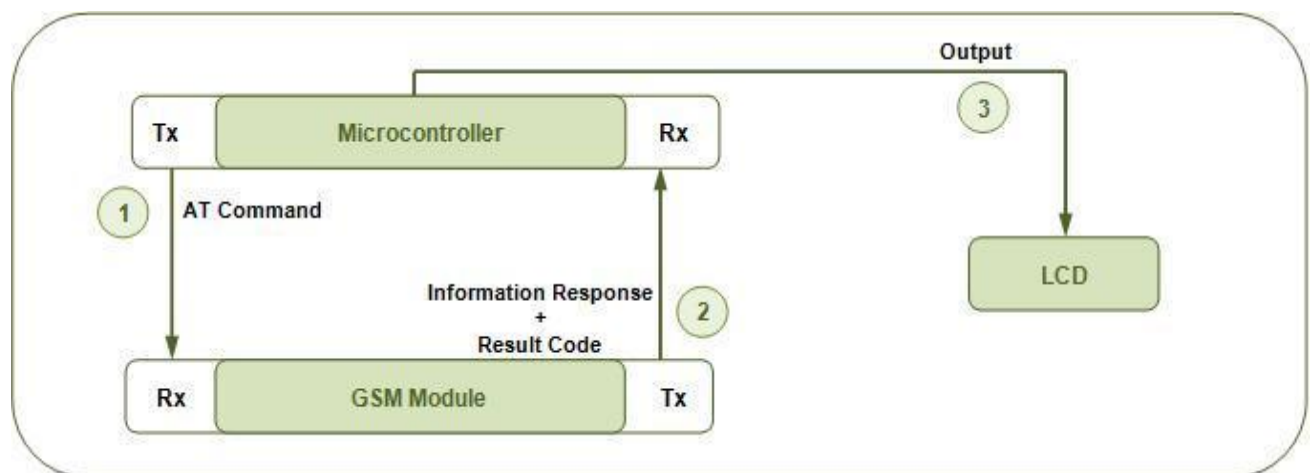 Output
3
Tx
Microcontroller
Rx
1
AT Command
LCD
Information Response
+
Result Code
2
Rx
GSM Module
Tx